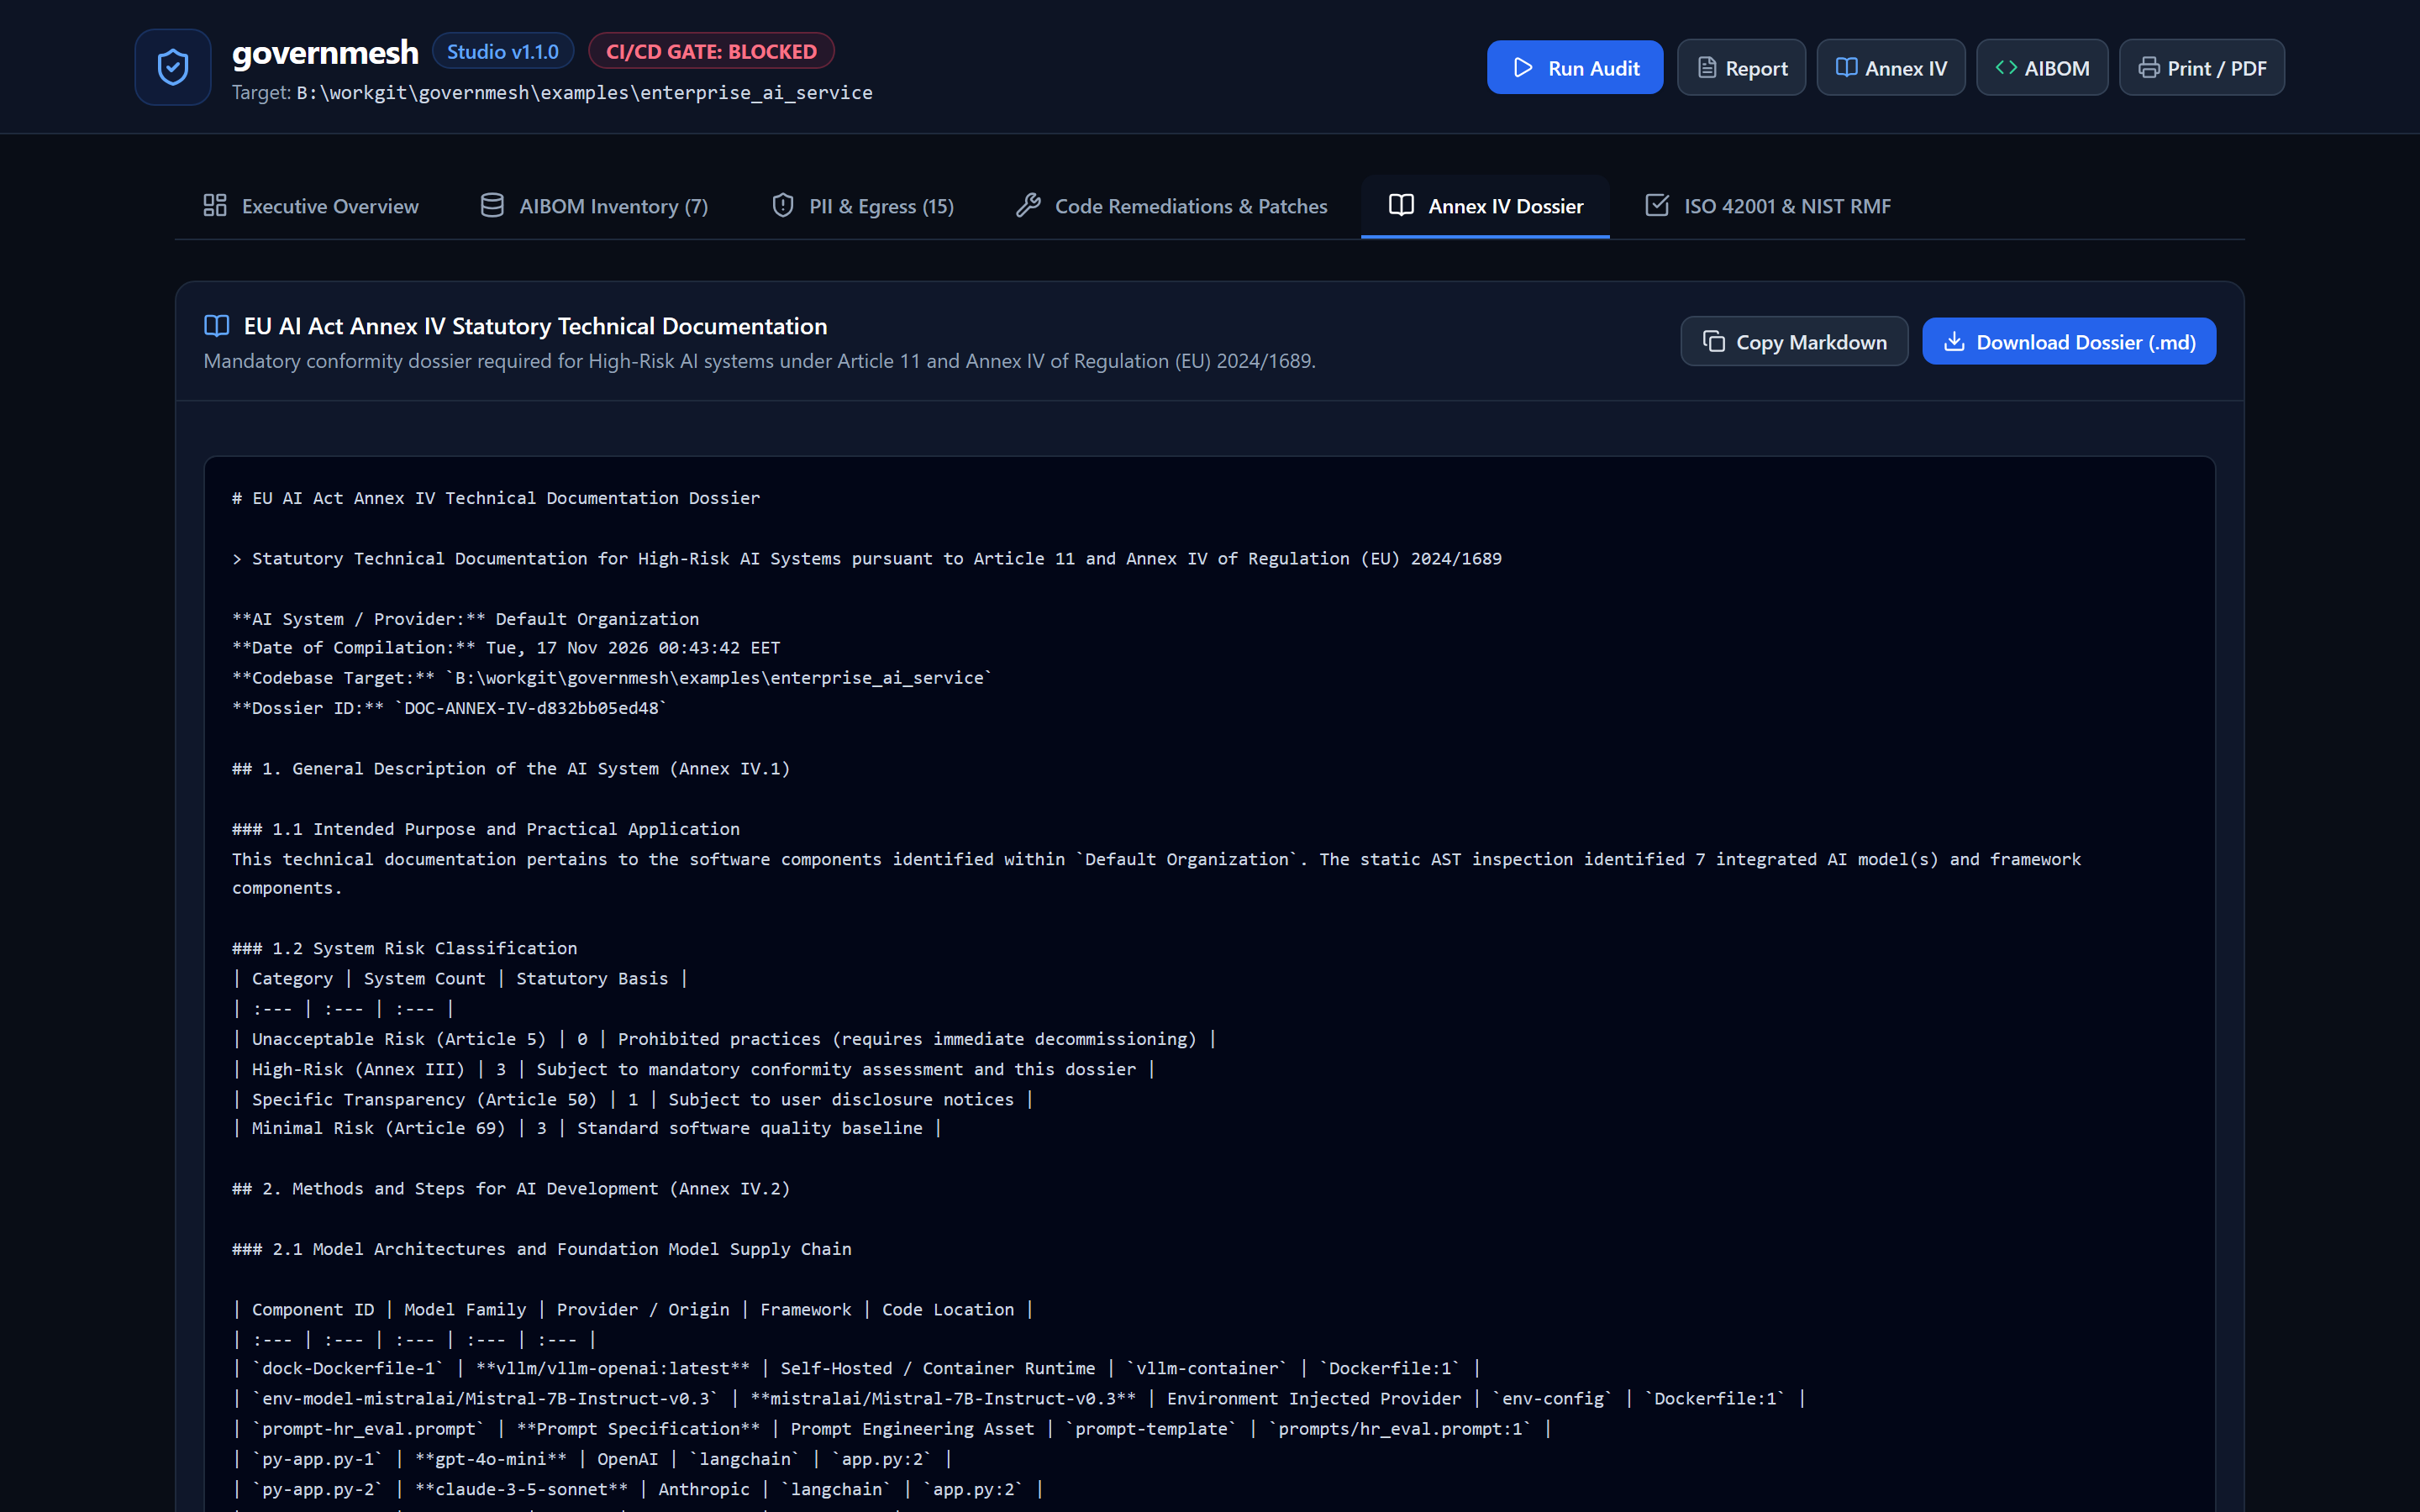 governmesh
Studio v1.1.0
CI/CD GATE: BLOCKED
Target: B:\workgit\governmesh\examples\enterprise_ai_service
Run Audit
Report
Annex IV
AIBOM
Print / PDF
Executive Overview
AIBOM Inventory (7)
PII & Egress (15)
Code Remediations & Patches
Annex IV Dossier
ISO 42001 & NIST RMF
EU AI Act Annex IV Statutory Technical Documentation
Mandatory conformity dossier required for High-Risk AI systems under Article 11 and Annex IV of Regulation (EU) 2024/1689.
Copy Markdown
Download Dossier (.md)
# EU AI Act Annex IV Technical Documentation Dossier
> Statutory Technical Documentation for High-Risk AI Systems pursuant to Article 11 and Annex IV of Regulation (EU) 2024/1689
**AI System / Provider:** Default Organization
**Date of Compilation:** Tue, 17 Nov 2026 00:43:42 EET
**Codebase Target:** `B:\workgit\governmesh\examples\enterprise_ai_service`
**Dossier ID:** `DOC-ANNEX-IV-d832bb05ed48`
## 1. General Description of the AI System (Annex IV.1)
### 1.1 Intended Purpose and Practical Application
This technical documentation pertains to the software components identified within `Default Organization`. The static AST inspection identified 7 integrated AI model(s) and framework
components.
### 1.2 System Risk Classification
| Category | System Count | Statutory Basis |
| :--- | :--- | :--- |
| Unacceptable Risk (Article 5) | 0 | Prohibited practices (requires immediate decommissioning) |
| High-Risk (Annex III) | 3 | Subject to mandatory conformity assessment and this dossier |
| Specific Transparency (Article 50) | 1 | Subject to user disclosure notices |
| Minimal Risk (Article 69) | 3 | Standard software quality baseline |
## 2. Methods and Steps for AI Development (Annex IV.2)
### 2.1 Model Architectures and Foundation Model Supply Chain
| Component ID | Model Family | Provider / Origin | Framework | Code Location |
| :--- | :--- | :--- | :--- | :--- |
| `dock-Dockerfile-1` | **vllm/vllm-openai:latest** | Self-Hosted / Container Runtime | `vllm-container` | `Dockerfile:1` |
| `env-model-mistralai/Mistral-7B-Instruct-v0.3` | **mistralai/Mistral-7B-Instruct-v0.3** | Environment Injected Provider | `env-config` | `Dockerfile:1` |
| `prompt-hr_eval.prompt` | **Prompt Specification** | Prompt Engineering Asset | `prompt-template` | `prompts/hr_eval.prompt:1` |
| `py-app.py-1` | **gpt-4o-mini** | OpenAI | `langchain` | `app.py:2` |
| `py-app.py-2` | **claude-3-5-sonnet** | Anthropic | `langchain` | `app.py:2` |